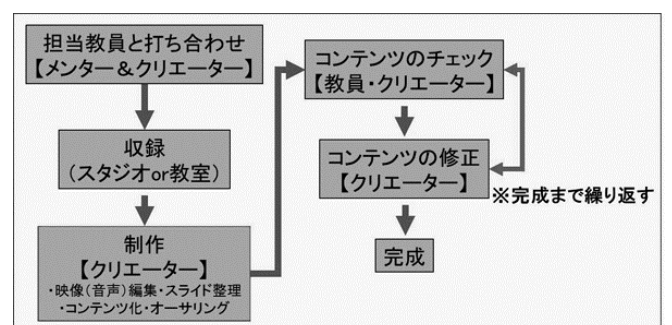 担当教員と打ち合わせ
【メンター＆クリエーター】
収録
（スタジオor教室）
制作
【クリエーター】
・映像（音声）編集・スライド整理
・コンテンツ化・オーサリング
コンテンツのチェック
【教員・クリエーター】
コンテンツの修正
【クリエーター】
※完成まで繰り返す
完成